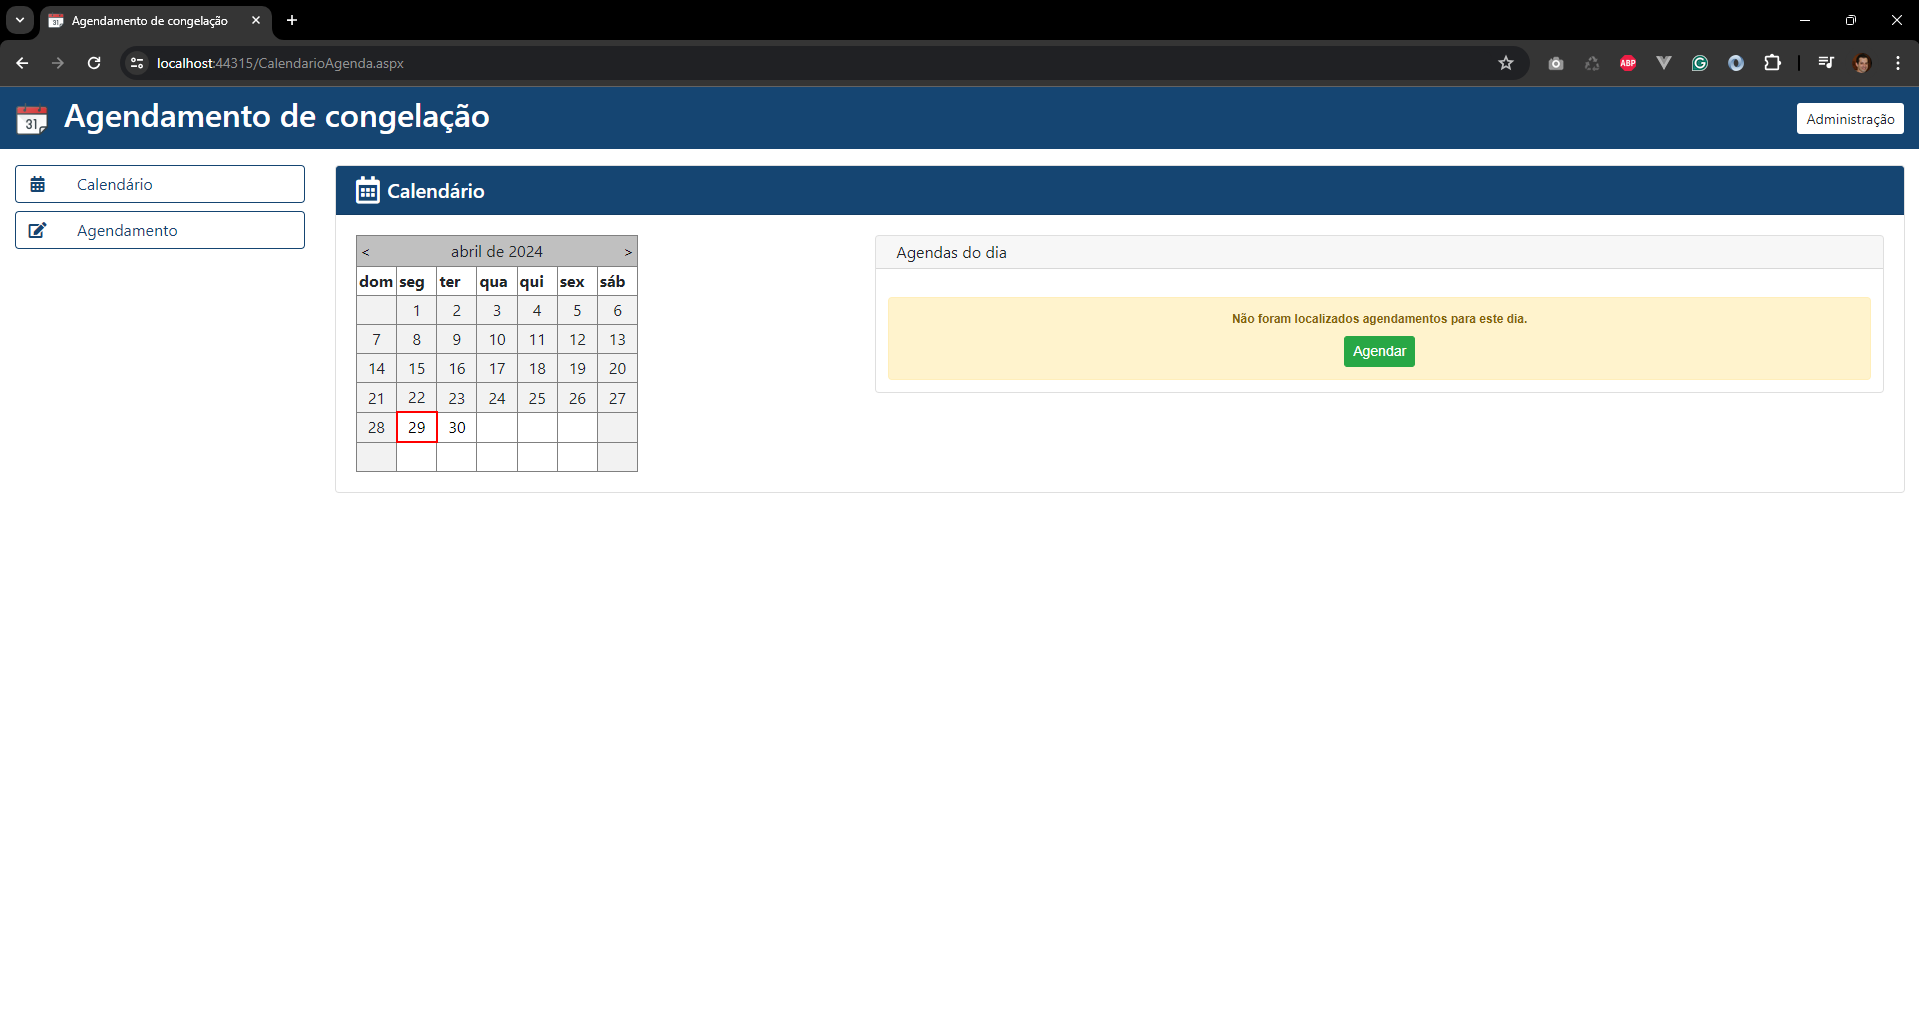 Agendamento de congelação
localhost:44315/CalendarioAgenda.aspx
ABP
31 Agendamento de congelação
Administração
Calendário
Agendamento
Calendário
< abril de 2024 >
dom seg ter qua qui sex sáb
1 2 3 4 5 6
7 8 9 10 11 12 13
14 15 16 17 18 19 20
21 22 23 24 25 26 27
28 29 30
Agendas do dia
Não foram localizados agendamentos para este dia.
Agendar